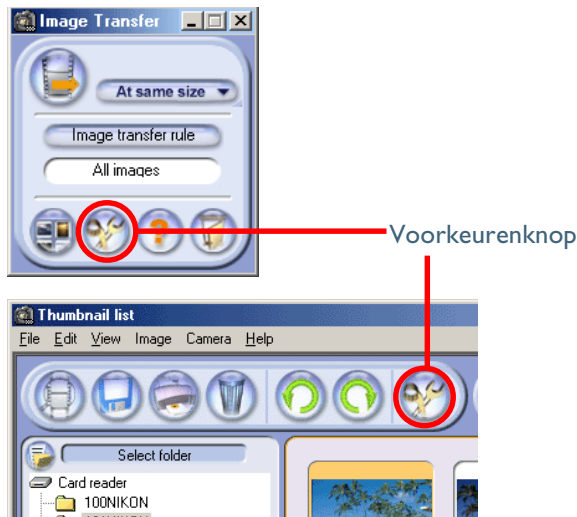 Image Transfer
At same size
Image transfer rule
All images
?
Voorkeurenknop
Thumbnail list
File Edit View Image Camera Help
Select folder
Card reader
100NIKON